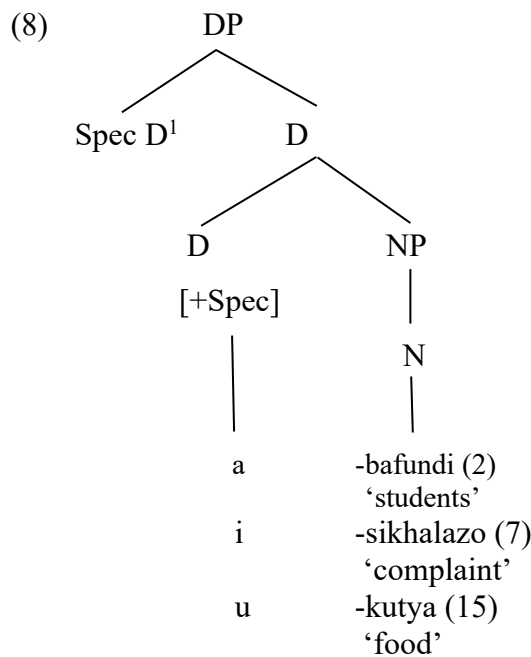 (8) DP
Spec D¹ D
D NP
[+Spec]
N
a -bafundi (2)
‘students’
i -sikhalazo (7)
‘complaint’
u -kutya (15)
‘food’